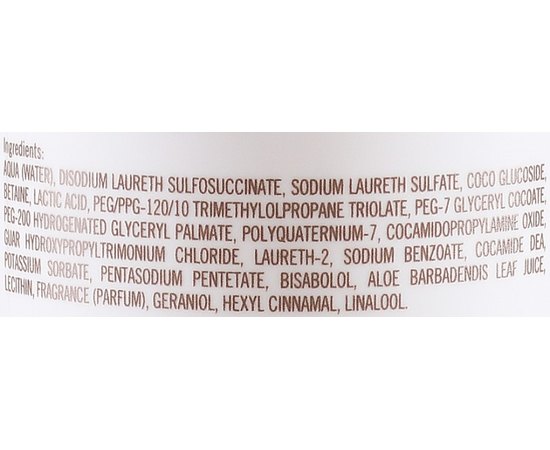 Ingredients:
AQUA (WATER), DISODIUM LAURETH SULFOSUCCINATE, SODIUM LAURETH SULFATE, COCO GLUCOSIDE,
BETAINE, LACTIC ACID, PEG/PPG-120/10 TRIMETHYLOLPROPANE TRIOLATE, PEG-7 GLYCERYL COCOATE,
PEG-200 HYDROGENATED GLYCERYL PALMATE, POLYQUATERNIUM-7, COCAMIDOPROPYLAMINE OXIDE,
GUAR HYDROXYPROPYLTRIMONIUM CHLORIDE, LAURETH-2, SODIUM BENZOATE, COCAMIDE DEA,
POTASSIUM SORBATE, PENTASODIUM PENTETATE, BISABOLOL, ALOE BARBADENDIS LEAF JUICE,
LECITHIN, FRAGRANCE (PARFUM), GERANIOL, HEXYL CINNAMAL, LINALOOL.